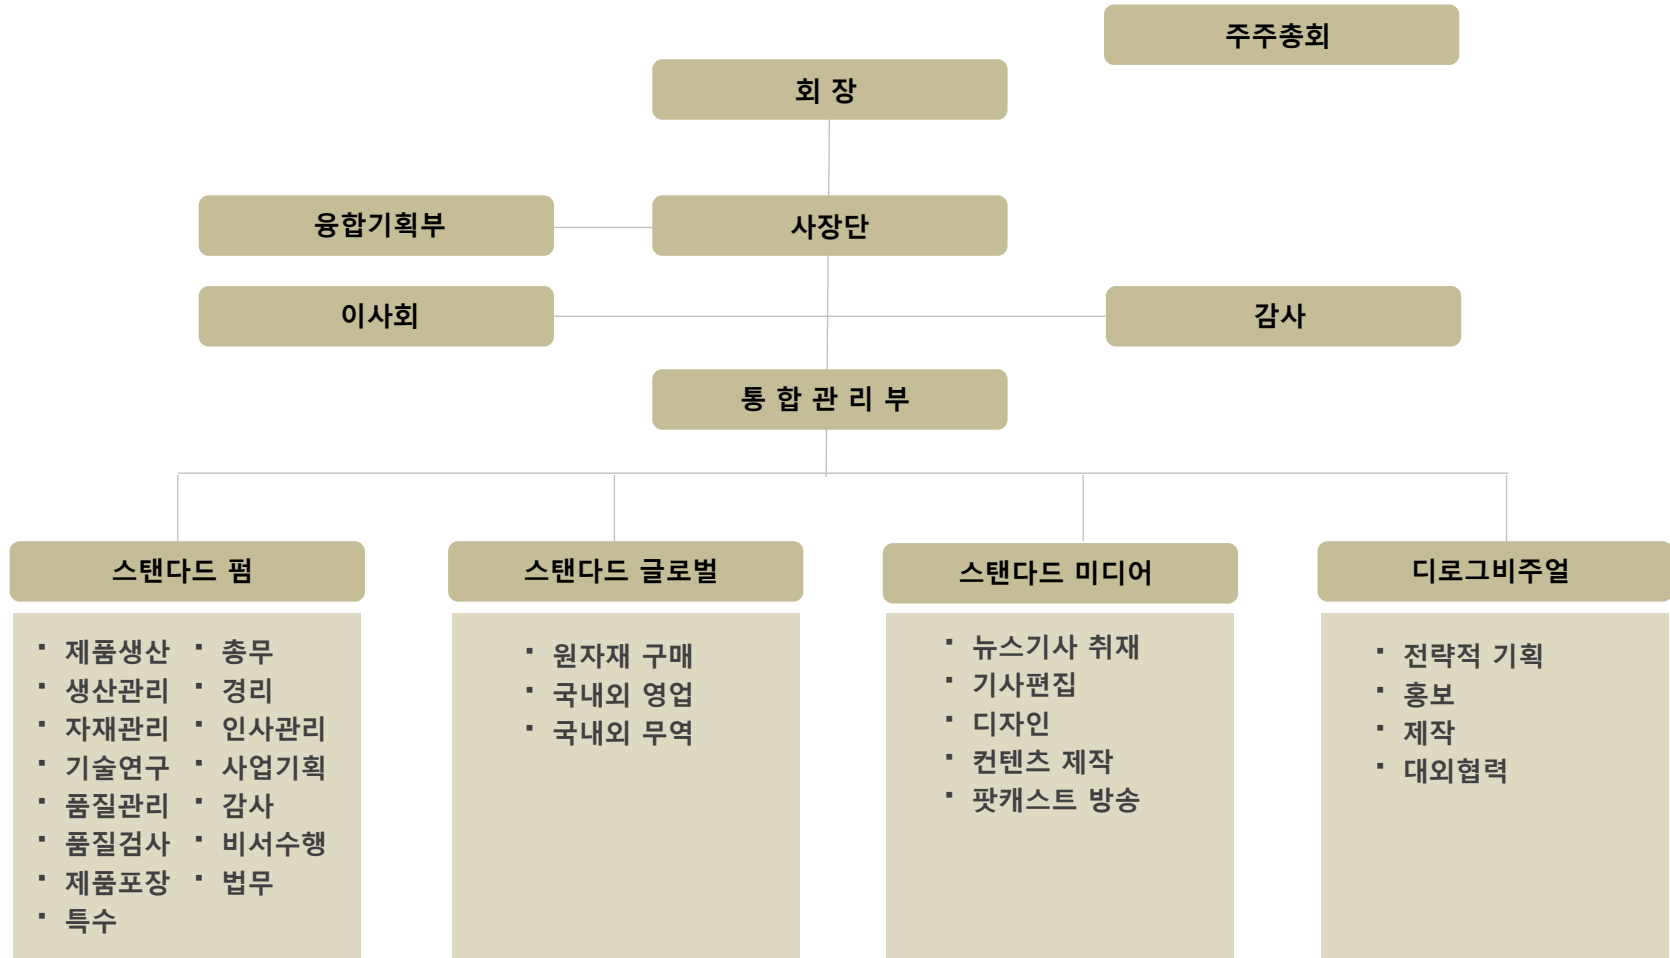 주주총회
회 장
융합기획부
사장단
이사회
감사
통 합 관 리 부
스탠다드 펌
스탠다드 글로벌
스탠다드 미디어
디로그비주얼
▪ 제품생산
▪ 생산관리
▪ 자재관리
▪ 기술연구
▪ 품질관리
▪ 품질검사
▪ 제품포장
▪ 특수
▪ 총무
▪ 경리
▪ 인사관리
▪ 사업기획
▪ 감사
▪ 비서수행
▪ 법무
▪ 원자재 구매
▪ 국내외 영업
▪ 국내외 무역
▪ 뉴스기사 취재
▪ 기사편집
▪ 디자인
▪ 컨텐츠 제작
▪ 팟캐스트 방송
▪ 전략적 기획
▪ 홍보
▪ 제작
▪ 대외협력